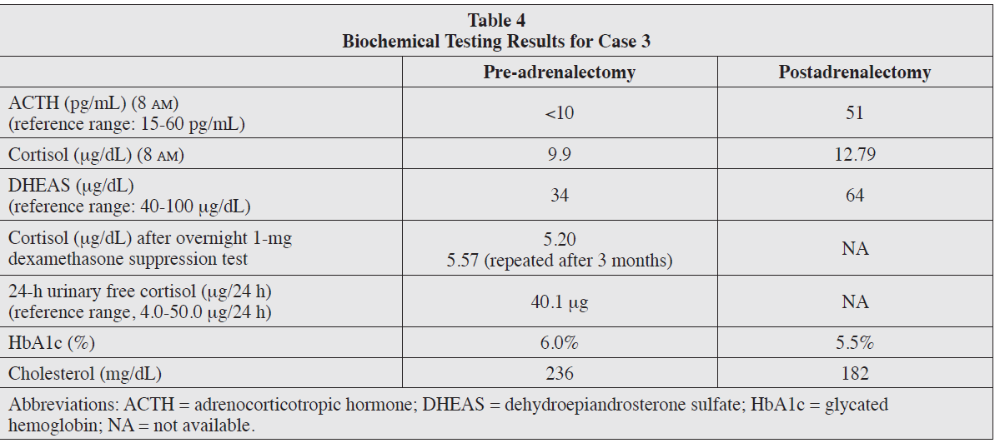 Table 4
Biochemical Testing Results for Case 3
Pre-adrenalectomy Postadrenalectomy
ACTH (pg/mL) (8 AM)
(reference range: 15-60 pg/mL)
<10 51
Cortisol (μg/dL) (8 AM) 9.9 12.79
DHEAS (μg/dL)
(reference range: 40-100 μg/dL)
34 64
Cortisol (μg/dL) after overnight 1-mg
dexamethasone suppression test
5.20
5.57 (repeated after 3 months)
NA
24-h urinary free cortisol (μg/24 h)
(reference range, 4.0-50.0 μg/24 h)
40.1 μg NA
HbA1c (%) 6.0% 5.5%
Cholesterol (mg/dL) 236 182
Abbreviations: ACTH = adrenocorticotropic hormone; DHEAS = dehydroepiandrosterone sulfate; HbA1c = glycated
hemoglobin; NA = not available.